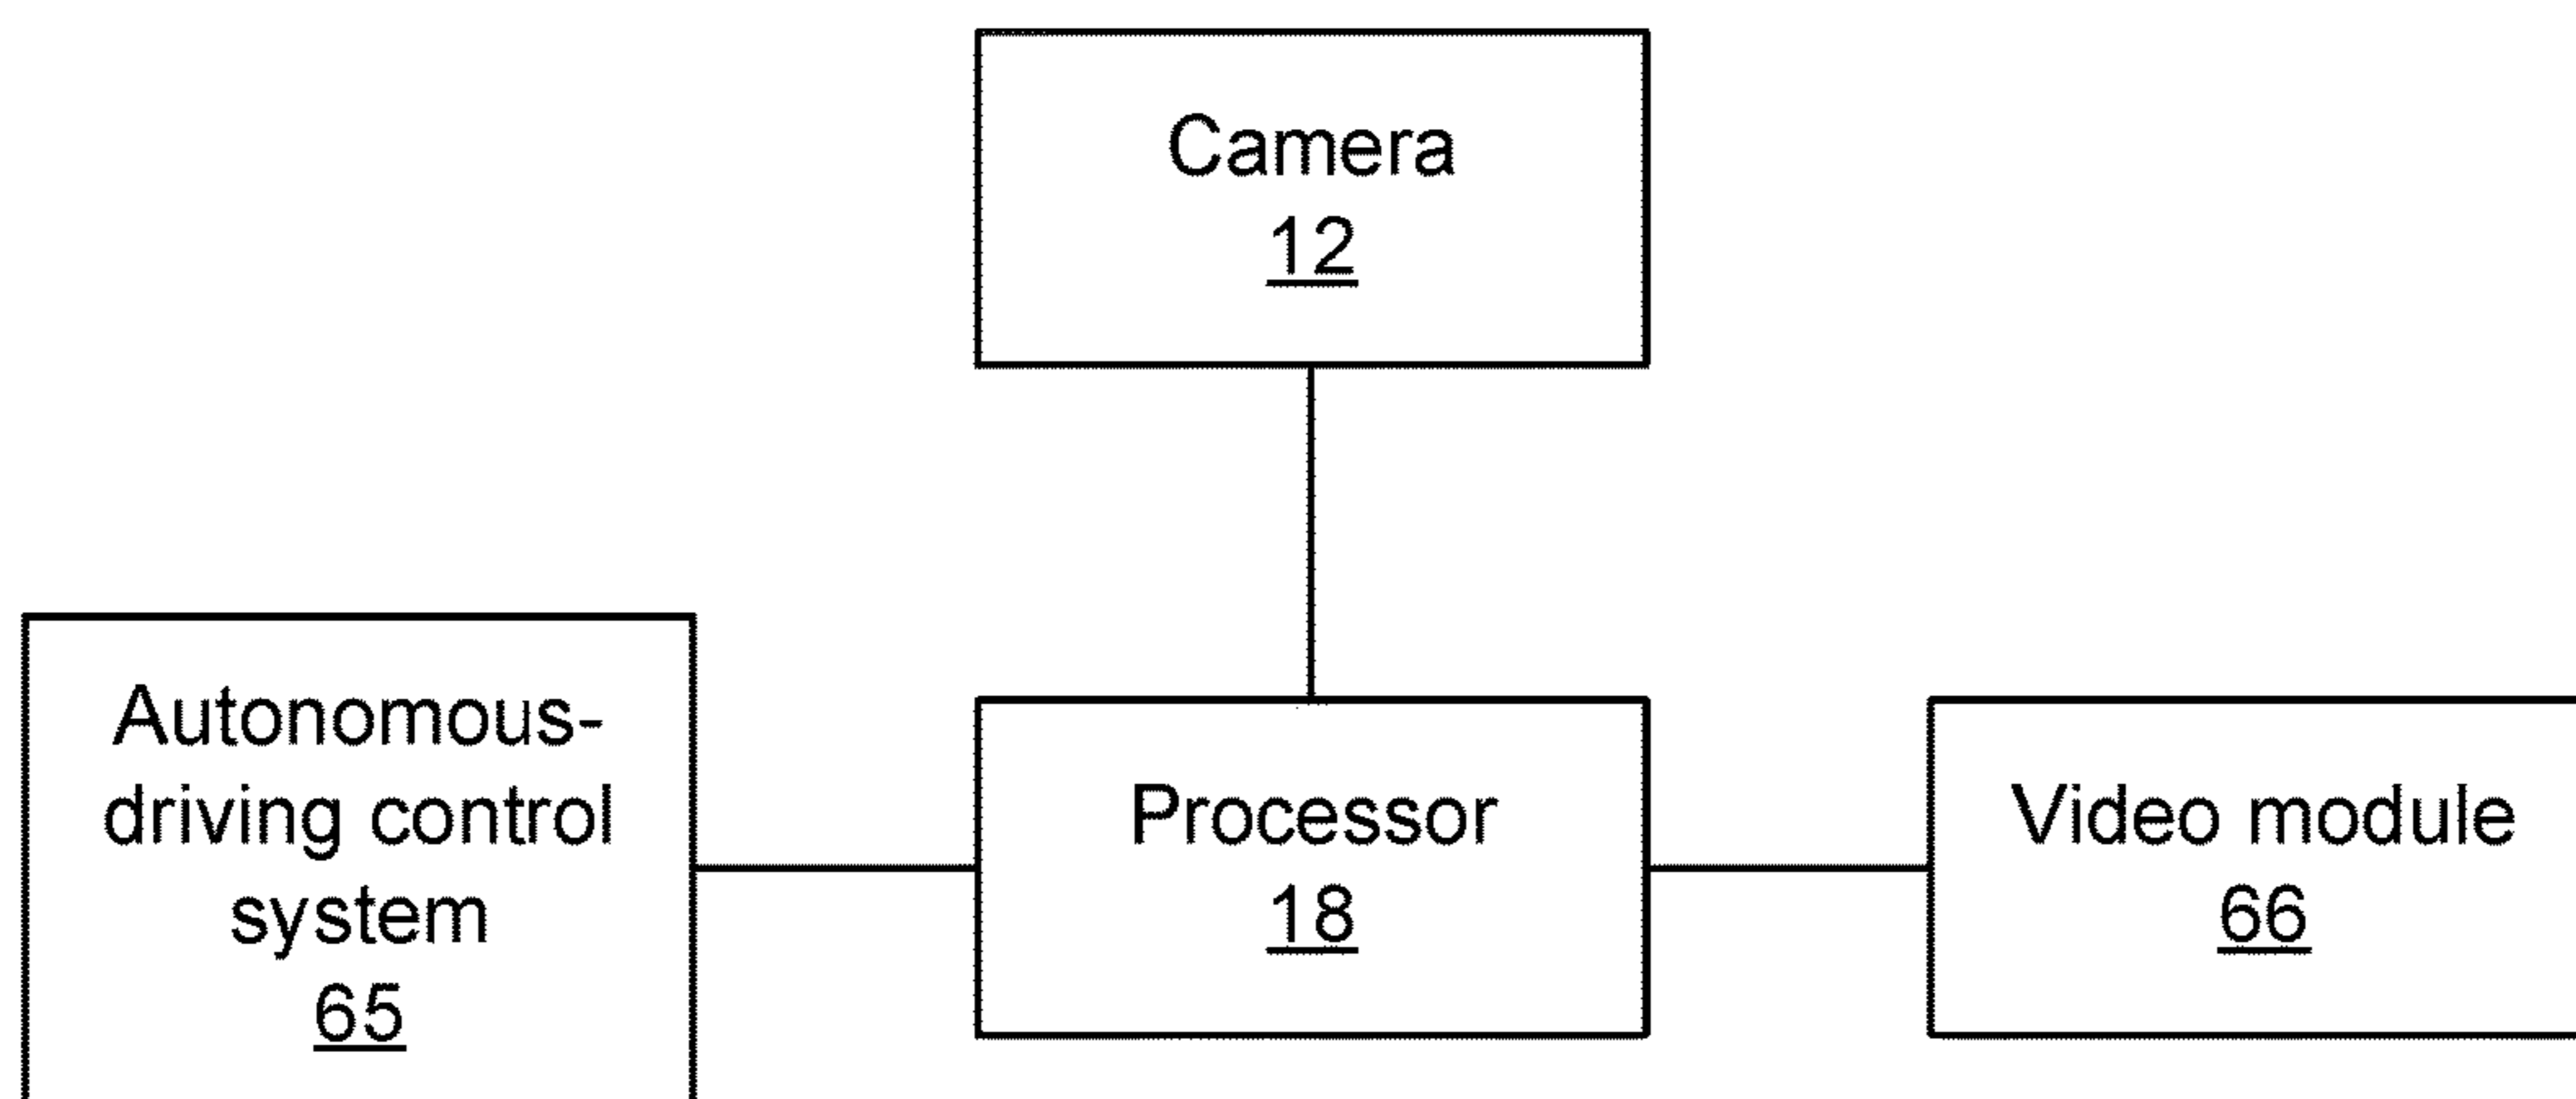 Camera
12
Autonomous-
driving control
system
65
Processor
18
Video module
66